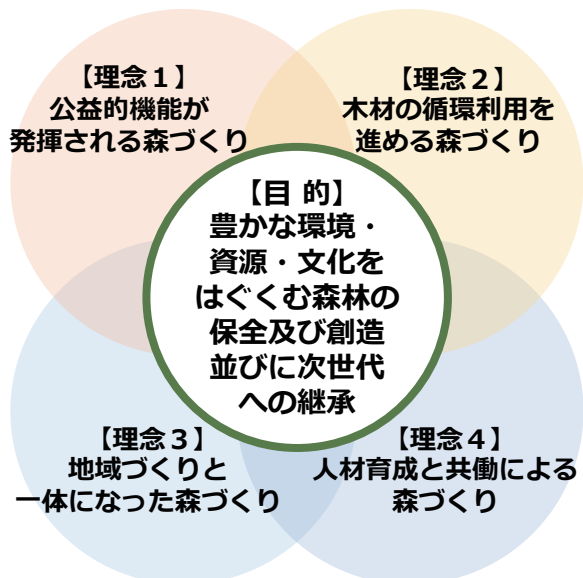 【理念１】
公益的機能が
発揮される森づくり
【理念２】
木材の循環利用を
進める森づくり
【目 的】
豊かな環境・
資源・文化を
はぐくむ森林の
保全及び創造
並びに次世代
への継承
【理念３】
地域づくりと
一体になった森づくり
【理念４】
人材育成と共働による
森づくり